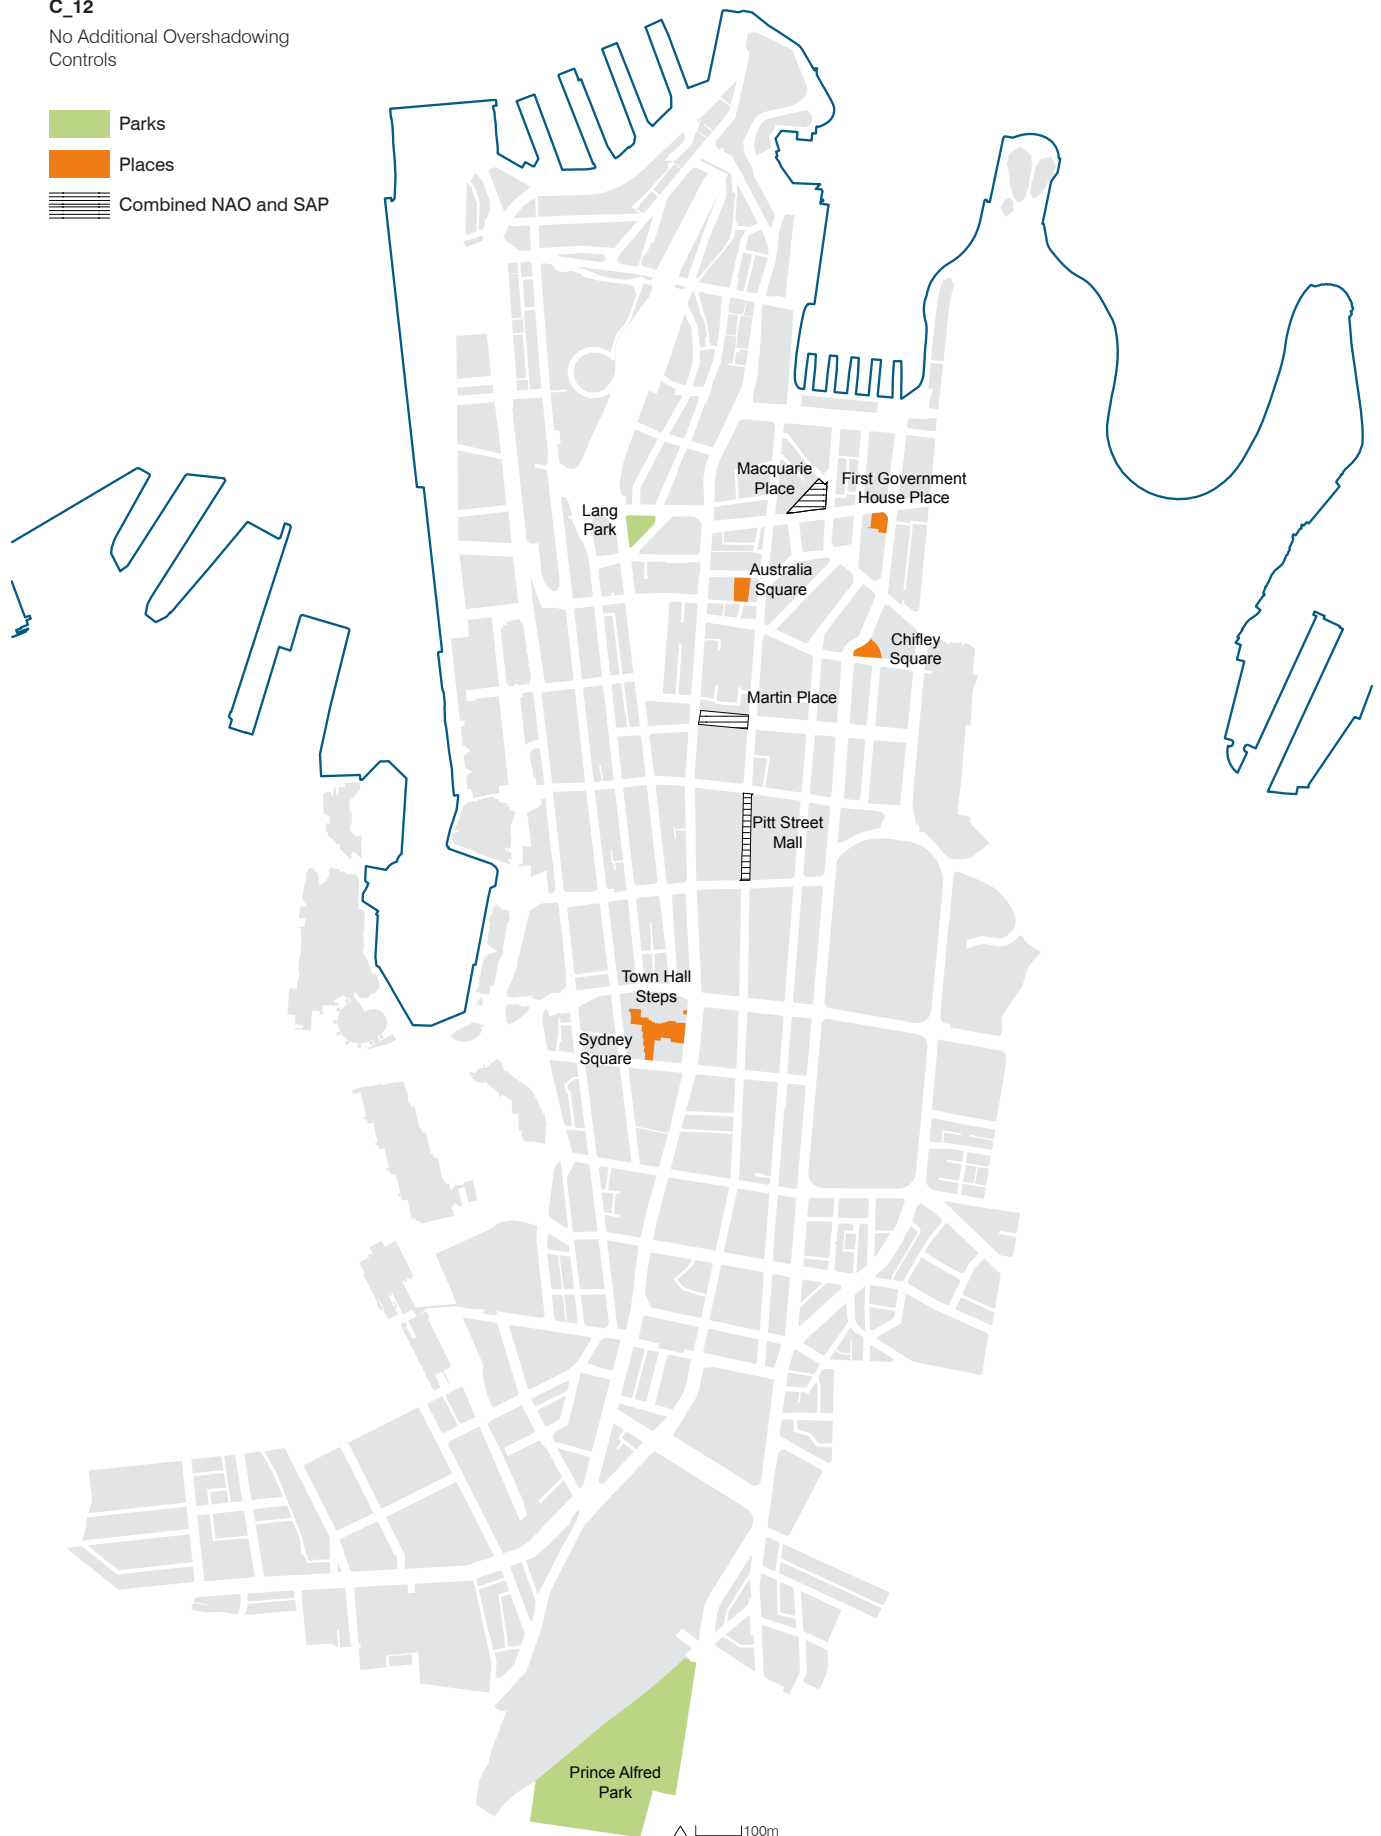 C_12
No Additional Overshadowing
Controls
Parks
Places
Combined NAO and SAP
Macquarie
Place
First Government
House Place
Lang
Park
Australia
Square
Chifley
Square
Martin Place
Pitt Street
Mall
Town Hall
Steps
Sydney
Square
Prince Alfred
Park
100m